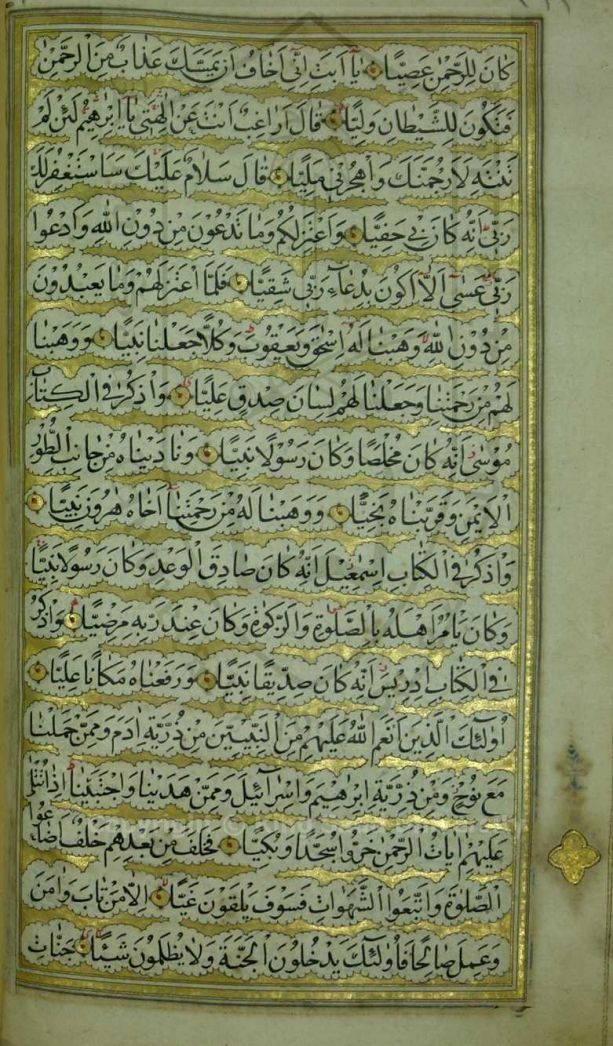 كَانَ لِلرَّحْمٰنِ عَصِيًّا يَٓا اَبَتِ اِنّٓى اَخَافُ اَنْ يَمَسَّكَ عَذَابٌ مِنَ الرَّحْمٰنِ
فَتَكُونَ لِلشَّيْطَانِ وَلِيًّا قَالَ اَرَاغِبٌ اَنْتَ عَنْ اٰلِهَتِى يَٓا اِبْرٰهِيمُ لَئِنْ لَمْ
تَنْتَهِ لَاَرْجُمَنَّكَ وَاهْجُرْنِى مَلِيًّا قَالَ سَلَامٌ عَلَيْكَ سَاَسْتَغْفِرُ لَكَ
رَبّٓى اِنَّهُ كَانَ بِى حَفِيًّا وَاَعْتَزِلُكُمْ وَمَا تَدْعُونَ مِنْ دُونِ اللّٰهِ وَاَدْعُوا
رَبّٓى عَسٰٓى اَلَّٓا اَكُونَ بِدُعَٓاءِ رَبّٓى شَقِيًّا فَلَمَّا اعْتَزَلَهُمْ وَمَا يَعْبُدُونَ
مِنْ دُونِ اللّٰهِ وَهَبْنَا لَهُ اِسْحٰقَ وَيَعْقُوبَ وَكُلًّا جَعَلْنَا نَبِيًّا وَوَهَبْنَا
لَهُمْ مِنْ رَحْمَتِنَا وَجَعَلْنَا لَهُمْ لِسَانَ صِدْقٍ عَلِيًّا وَاذْكُرْ فِى الْكِتَابِ
مُوسٰٓى اِنَّهُ كَانَ مُخْلَصًا وَكَانَ رَسُولًا نَبِيًّا وَنَادَيْنَاهُ مِنْ جَانِبِ الطُّورِ
الْاَيْمَنِ وَقَرَّبْنَاهُ نَجِيًّا وَوَهَبْنَا لَهُ مِنْ رَحْمَتِنَٓا اَخَاهُ هٰرُونَ نَبِيًّا
وَاذْكُرْ فِى الْكِتَابِ اِسْمٰعِيلَ اِنَّهُ كَانَ صَادِقَ الْوَعْدِ وَكَانَ رَسُولًا نَبِيًّا
وَكَانَ يَاْمُرُ اَهْلَهُ بِالصَّلٰوةِ وَالزَّكٰوةِ وَكَانَ عِنْدَ رَبِّهِ مَرْضِيًّا وَاذْكُرْ
فِى الْكِتَابِ اِدْرِيسَ اِنَّهُ كَانَ صِدِّيقًا نَبِيًّا وَرَفَعْنَاهُ مَكَانًا عَلِيًّا
اُولٰٓئِكَ الَّذِينَ اَنْعَمَ اللّٰهُ عَلَيْهِمْ مِنَ النَّبِيِّينَ مِنْ ذُرِّيَّةِ اٰدَمَ وَمِمَّنْ حَمَلْنَا
مَعَ نُوحٍ وَمِنْ ذُرِّيَّةِ اِبْرٰهِيمَ وَاِسْرَٓائِيلَ وَمِمَّنْ هَدَيْنَا وَاجْتَبَيْنَا اِذَا تُتْلٰى
عَلَيْهِمْ اٰيَاتُ الرَّحْمٰنِ خَرُّوا سُجَّدًا وَبُكِيًّا فَخَلَفَ مِنْ بَعْدِهِمْ خَلْفٌ اَضَاعُوا
الصَّلٰوةَ وَاتَّبَعُوا الشَّهَوَاتِ فَسَوْفَ يَلْقَوْنَ غَيًّا اِلَّا مَنْ تَابَ وَاٰمَنَ
وَعَمِلَ صَالِحًا فَاُولٰٓئِكَ يَدْخُلُونَ الْجَنَّةَ وَلَا يُظْلَمُونَ شَيْئًا جَنَّاتِ